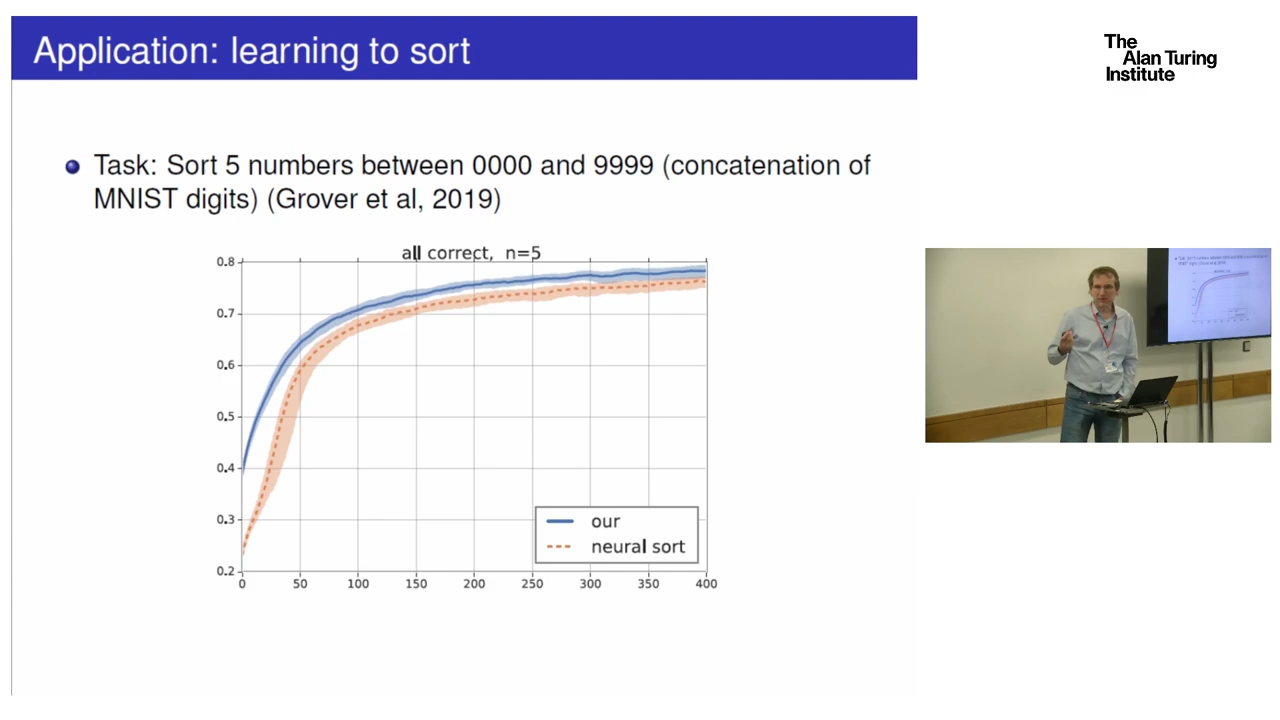 Application: learning to sort
The
Alan Turing
Institute
Task: Sort 5 numbers between 0000 and 9999 (concatenation of
MNIST digits) (Grover et al, 2019)
all correct, n=5
0.8
0.7
0.6
0.5
0.4
0.3
0.2
0 50 100 150 200 250 300 350 400
our
neural sort